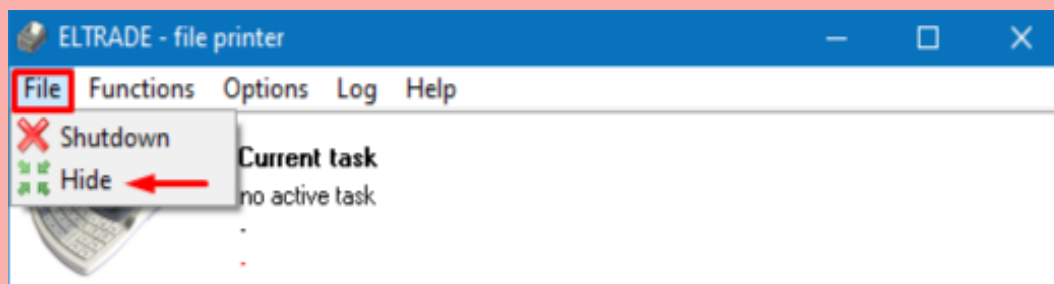 ELTRADE - file printer
File Functions Options Log Help
Shutdown
Hide
Current task
no active task
-
-